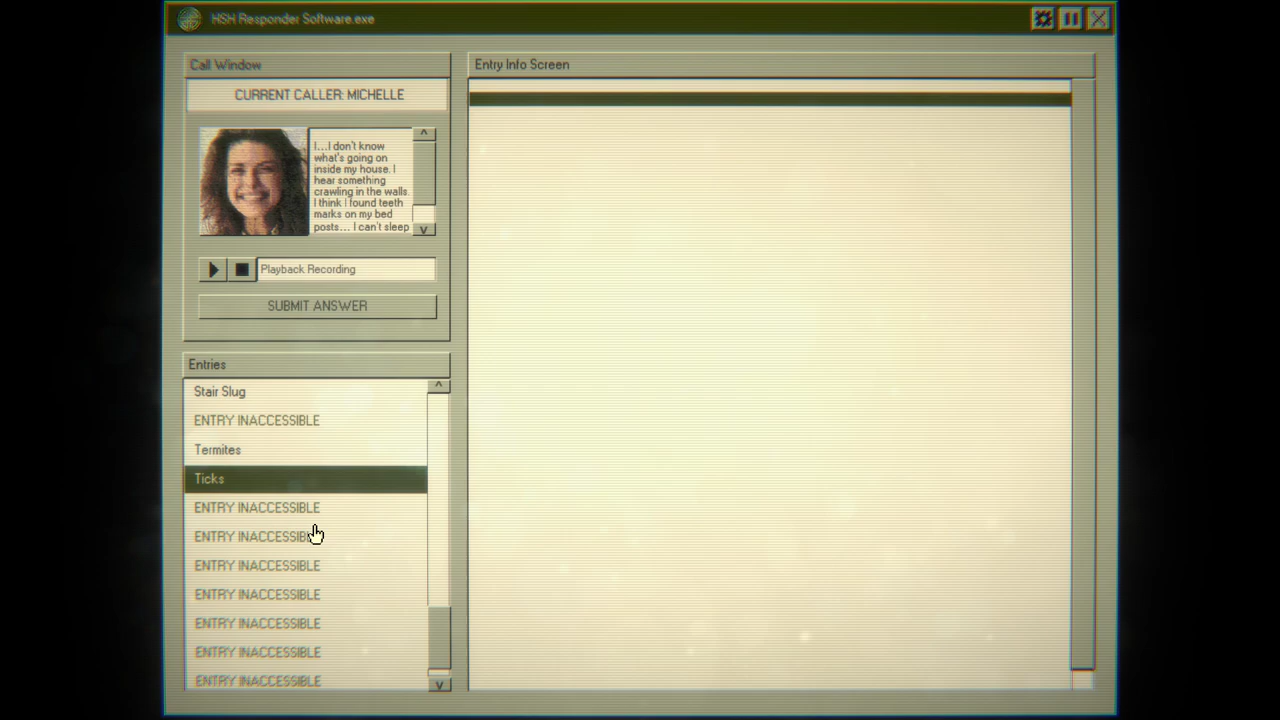 HSH Responder Software.exe
Call Window
CURRENT CALLER: MICHELLE
I...I don't know
what's going on
inside my house. I
hear something
crawling in the walls.
I think I found teeth
marks on my bed
posts... I can't sleep
Playback Recording
SUBMIT ANSWER
Entries
Stair Slug
ENTRY INACCESSIBLE
Termites
Ticks
ENTRY INACCESSIBLE
ENTRY INACCESSIBLE
ENTRY INACCESSIBLE
ENTRY INACCESSIBLE
ENTRY INACCESSIBLE
ENTRY INACCESSIBLE
ENTRY INACCESSIBLE
Entry Info Screen